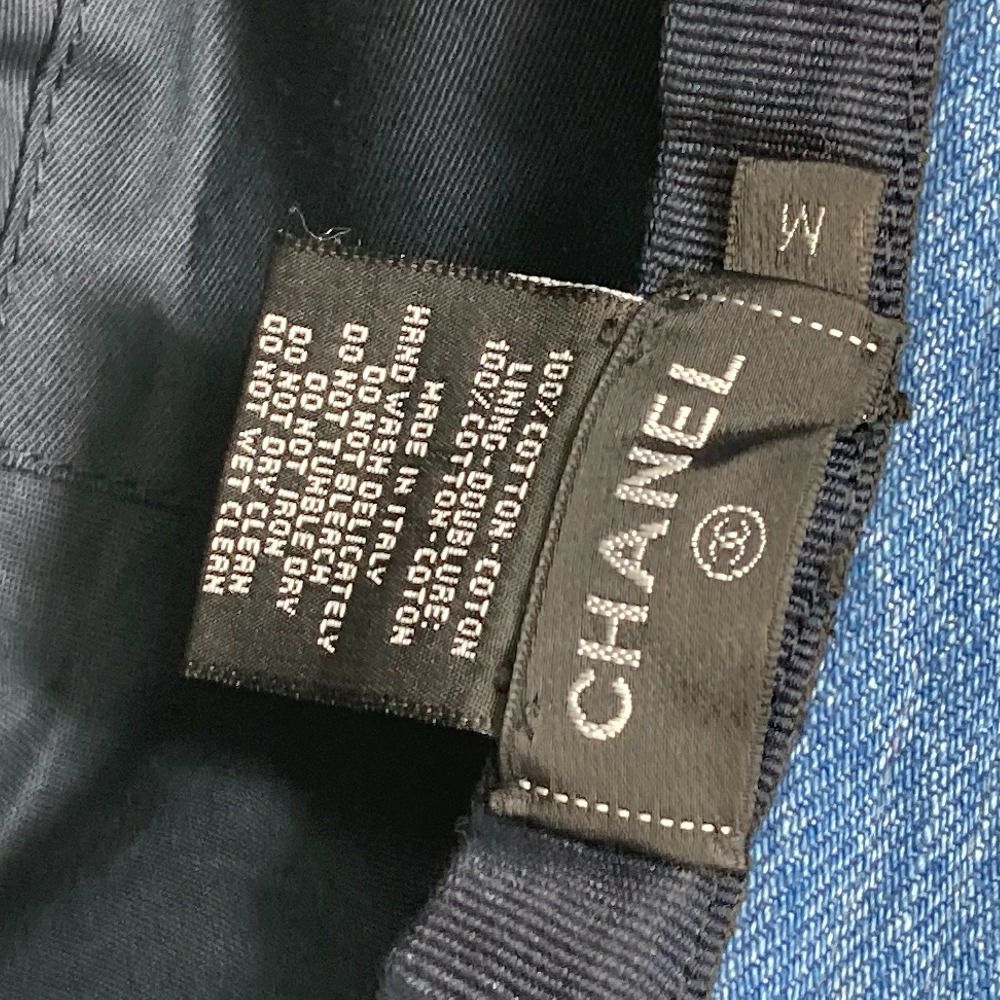 M
CHANEL
100%COTTON-COTON
LINING-DOUBLURE:
100%COTTON-COTON
MADE IN ITALY
HAND WASH DELICATELY
DO NOT BLEACH
DO NOT TUMBLE DRY
DO NOT IRON
DO NOT DRY CLEAN
DO NOT WET CLEAN